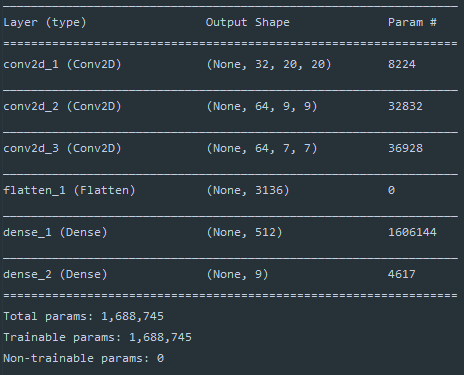 _________________________________________________________________
Layer (type)                 Output Shape              Param #
=================================================================
conv2d_1 (Conv2D)            (None, 32, 20, 20)        8224
_________________________________________________________________
conv2d_2 (Conv2D)            (None, 64, 9, 9)          32832
_________________________________________________________________
conv2d_3 (Conv2D)            (None, 64, 7, 7)          36928
_________________________________________________________________
flatten_1 (Flatten)          (None, 3136)              0
_________________________________________________________________
dense_1 (Dense)              (None, 512)               1606144
_________________________________________________________________
dense_2 (Dense)              (None, 9)                 4617
=================================================================
Total params: 1,688,745
Trainable params: 1,688,745
Non-trainable params: 0